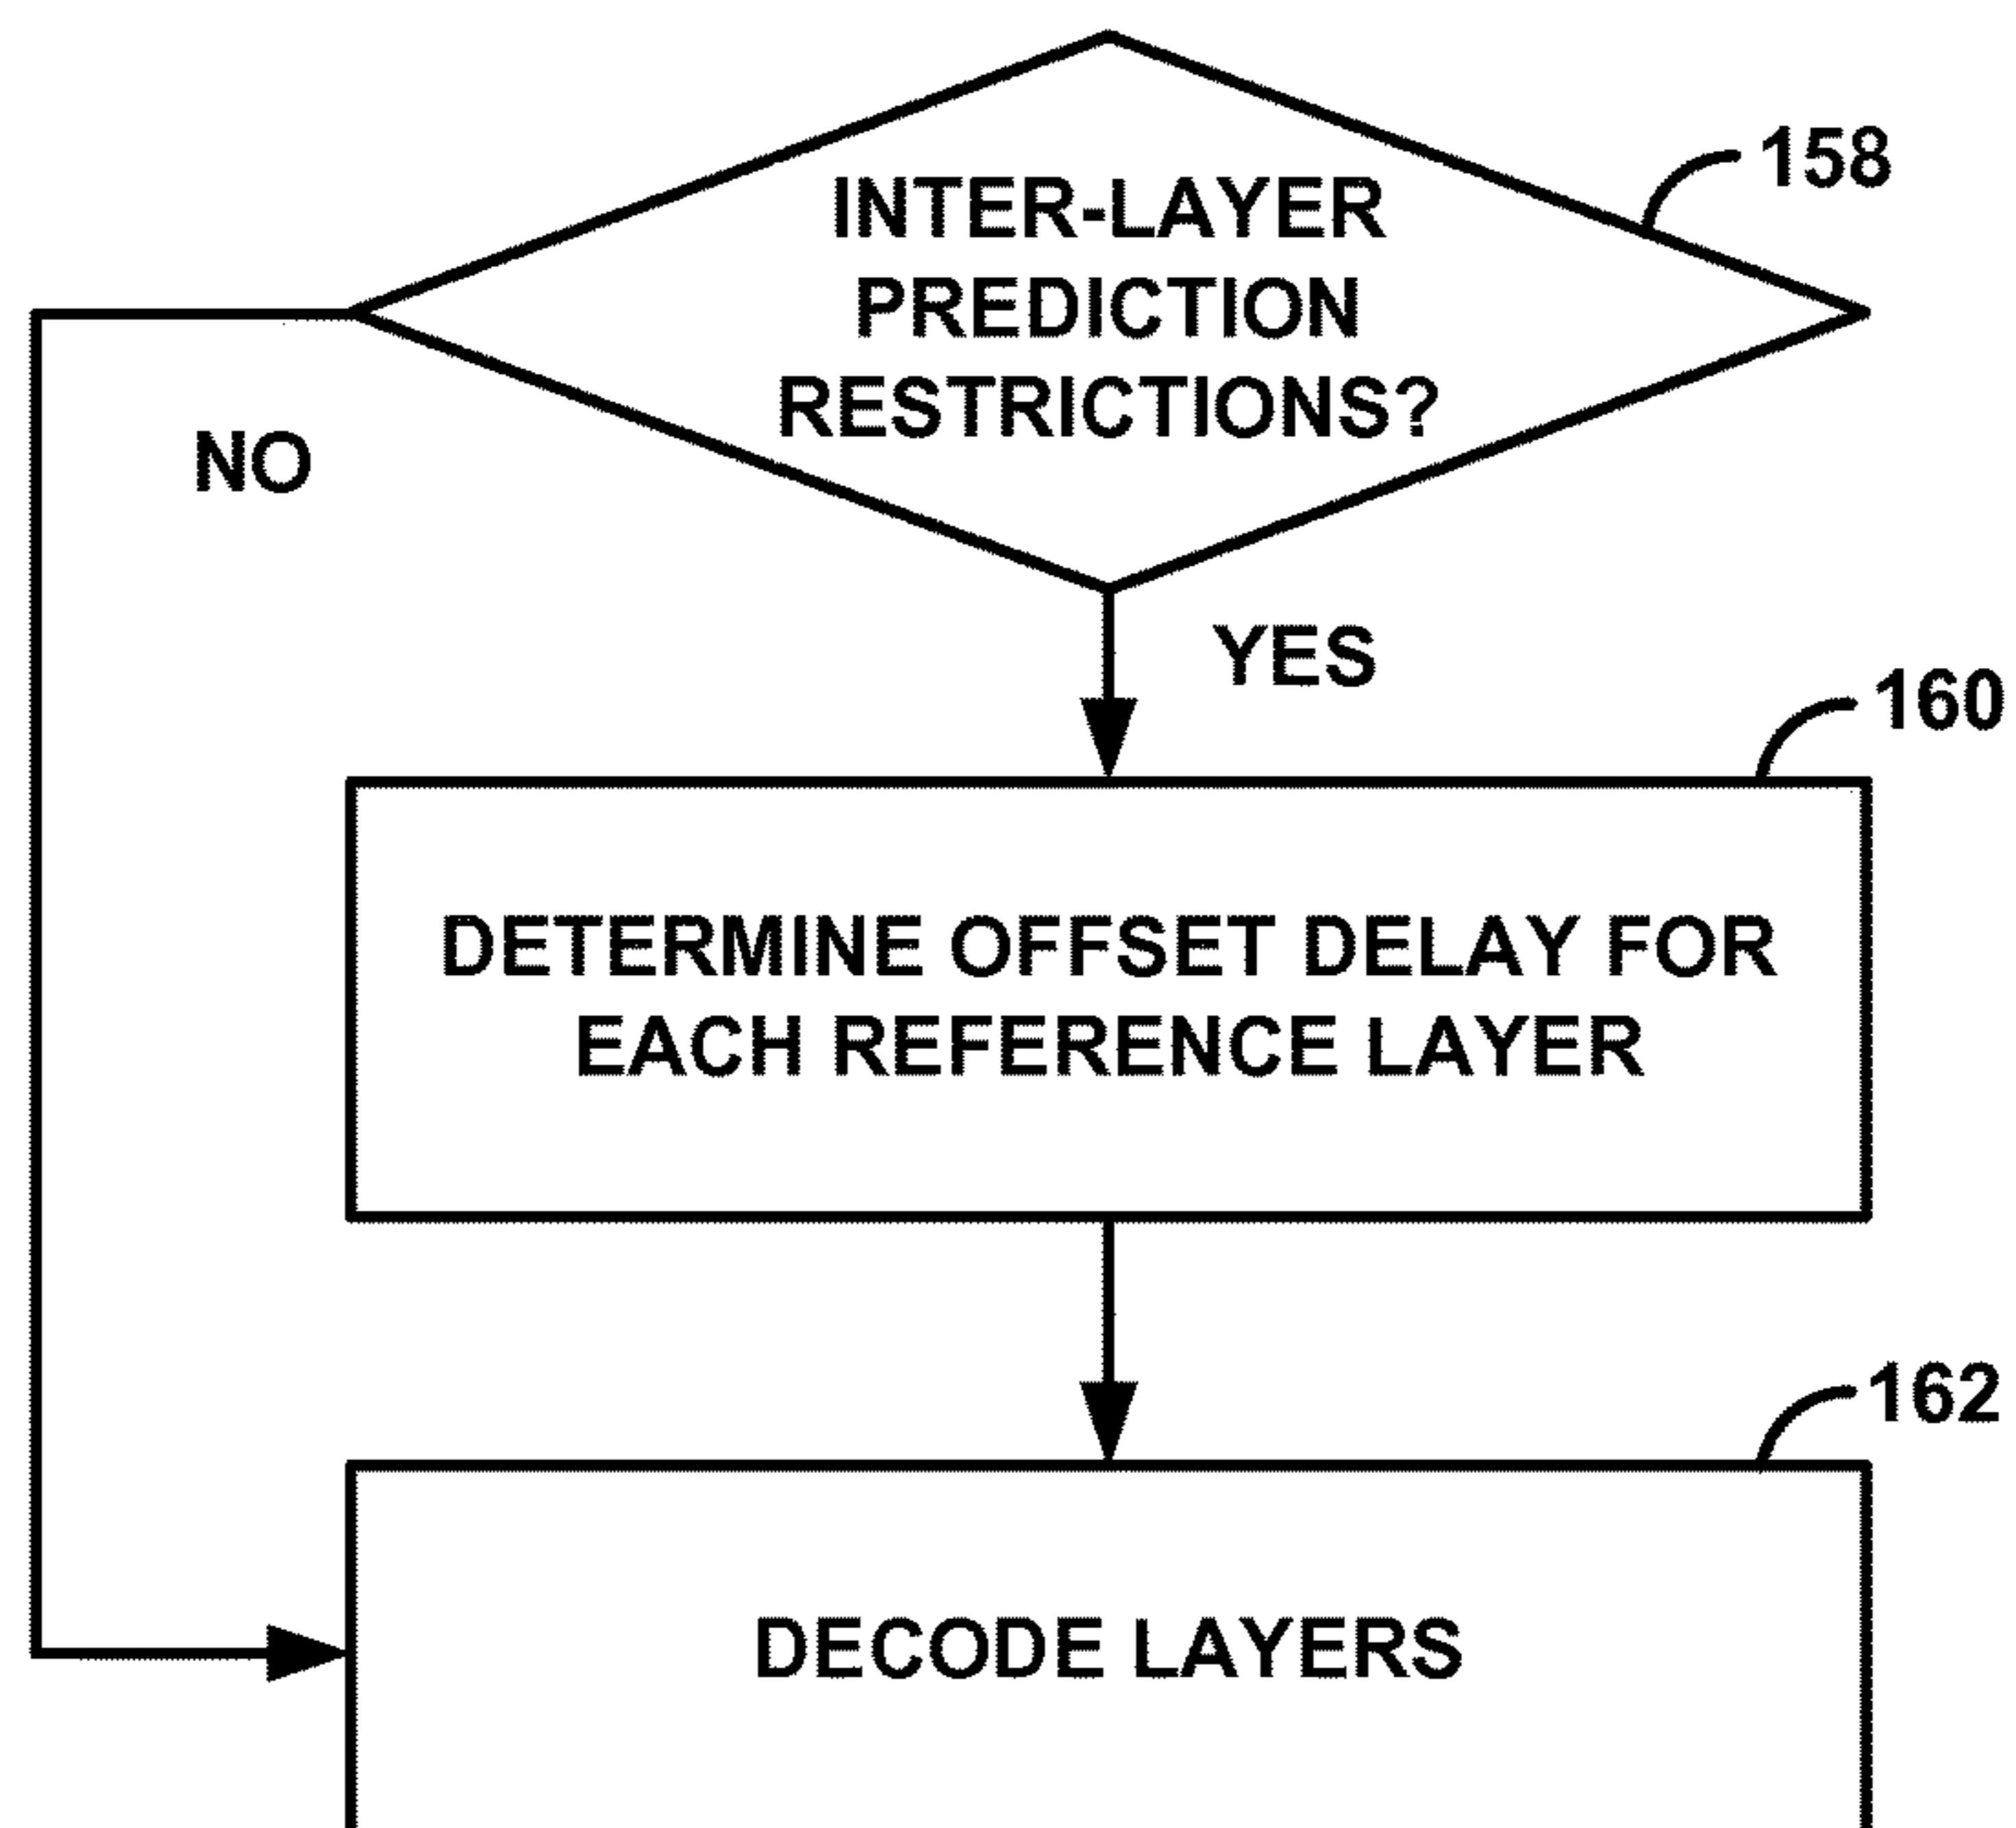 158
INTER-LAYER
PREDICTION
RESTRICTIONS?
NO
YES
160
DETERMINE OFFSET DELAY FOR
EACH REFERENCE LAYER
162
DECODE LAYERS